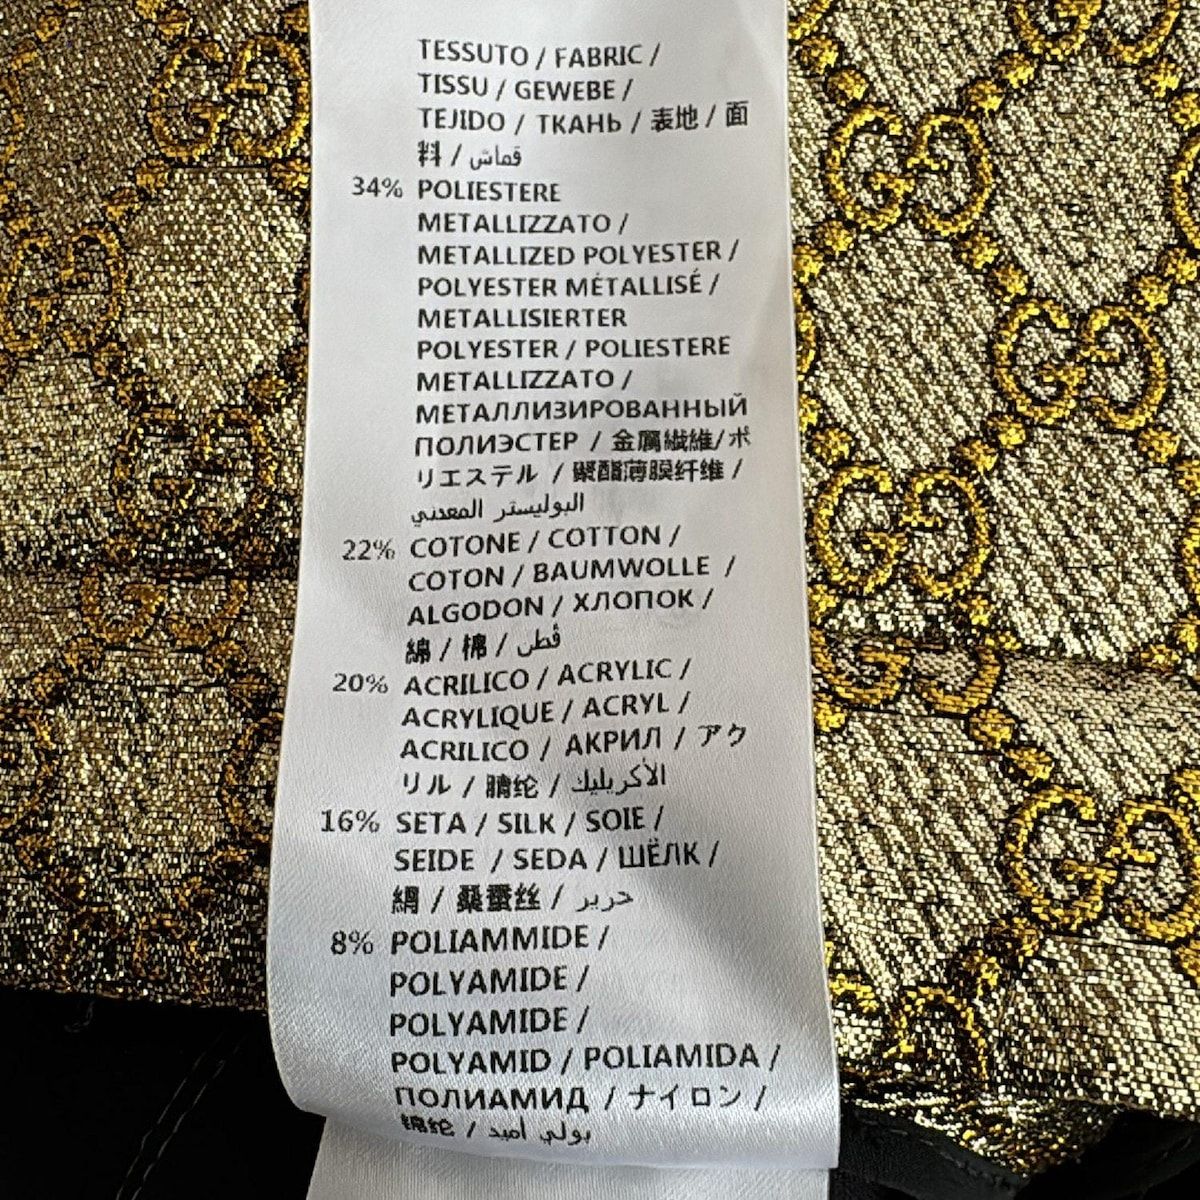 TESSUTO / FABRIC /
TISSU / GEWEBE /
TEJIDO / ТКАНЬ / 表地 / 面
料 / قماش
34% POLIESTERE
METALLIZZATO /
METALLIZED POLYESTER /
POLYESTER MÉTALLISÉ /
METALLISIERTER
POLYESTER / POLIESTERE
METALLIZZATO /
МЕТАЛЛИЗИРОВАННЫЙ
ПОЛИЭСТЕР / 金属繊維/ポ
リエステル / 聚酯薄膜纤维 /
البوليستر المعدني
22% COTONE / COTTON /
COTON / BAUMWOLLE /
ALGODON / ХЛОПОК /
綿 / 棉 / قطن
20% ACRILICO / ACRYLIC /
ACRYLIQUE / ACRYL /
ACRILICO / АКРИЛ / アク
リル / 腈纶 / الأكريليك
16% SETA / SILK / SOIE /
SEIDE / SEDA / ШЁЛК /
絹 / 桑蚕丝 / حرير
8% POLIAMMIDE /
POLYAMIDE /
POLYAMIDE /
POLYAMID / POLIAMIDA /
ПОЛИАМИД / ナイロン /
锦纶 / بولي أميد